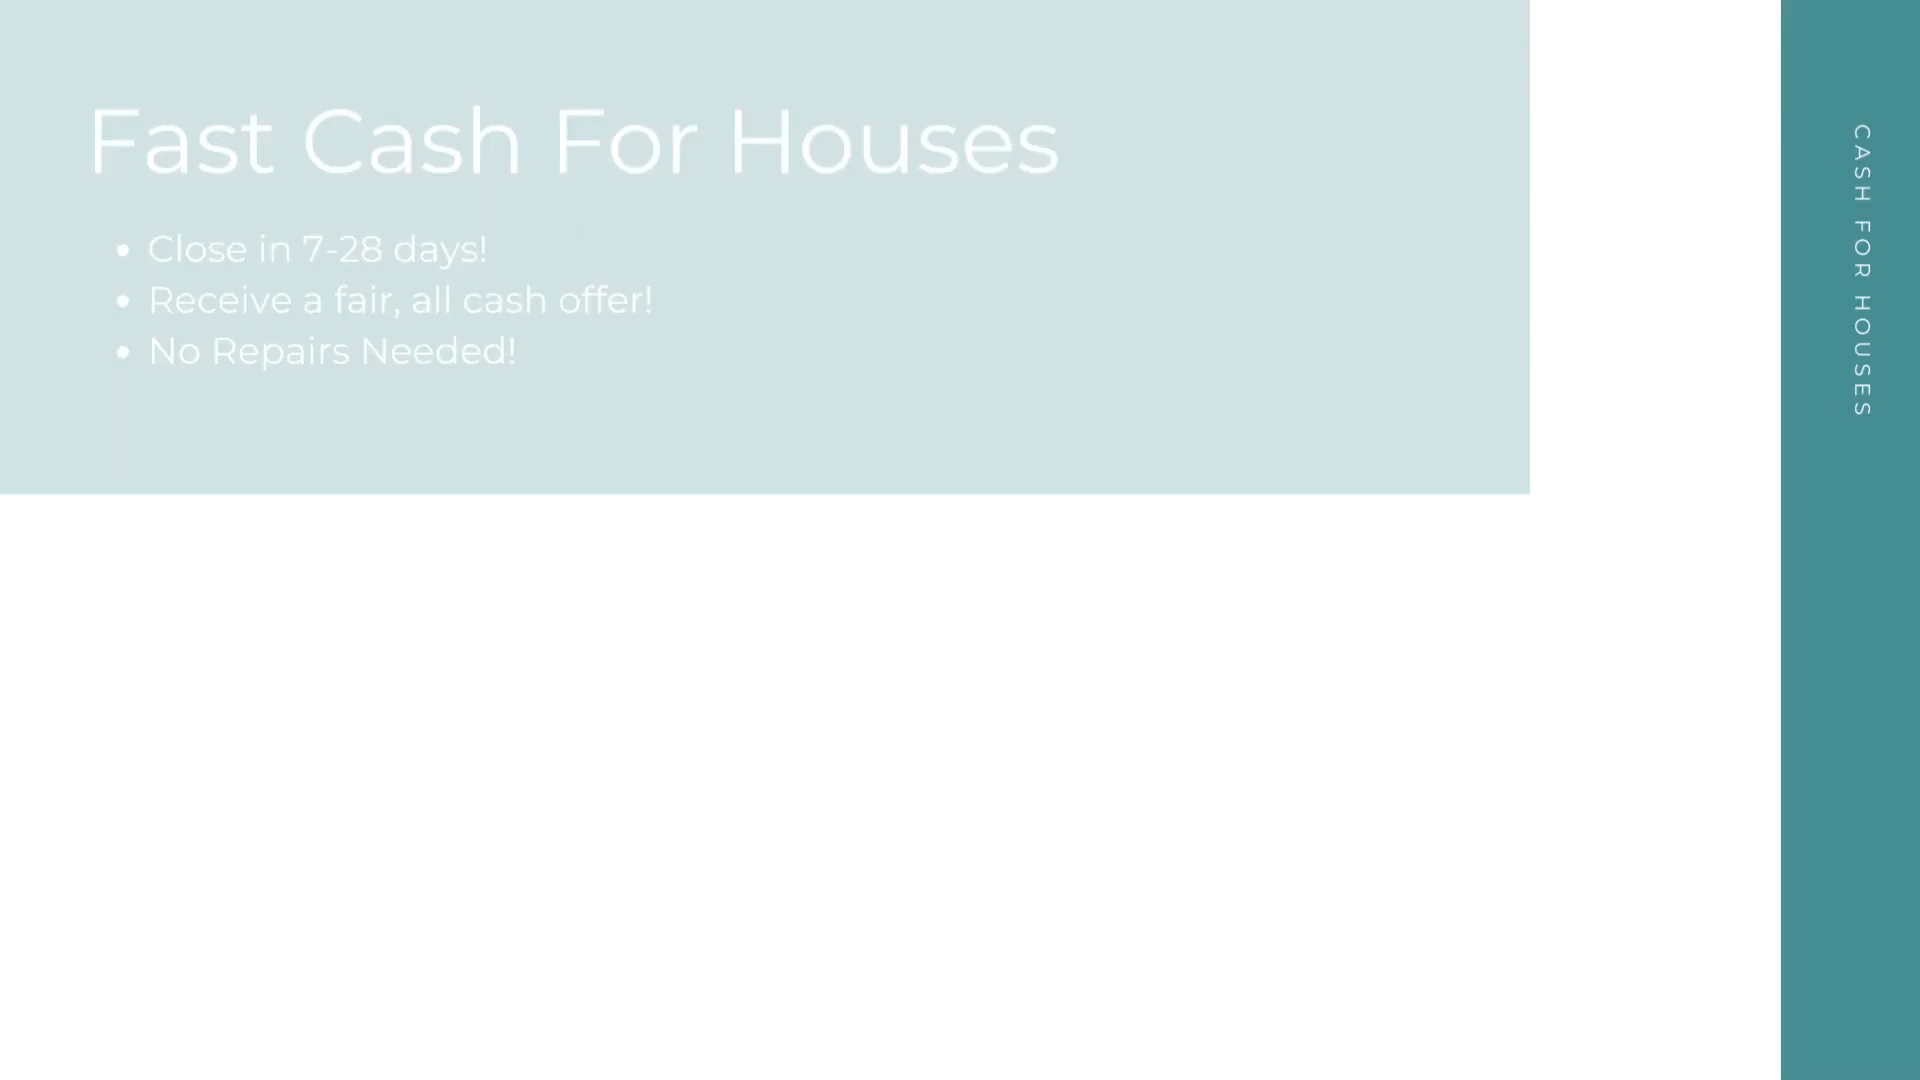 Fast Cash For Houses
• Close in 7-28 days!
• Receive a fair, all cash offer!
• No Repairs Needed!
CASH FOR HOUSES